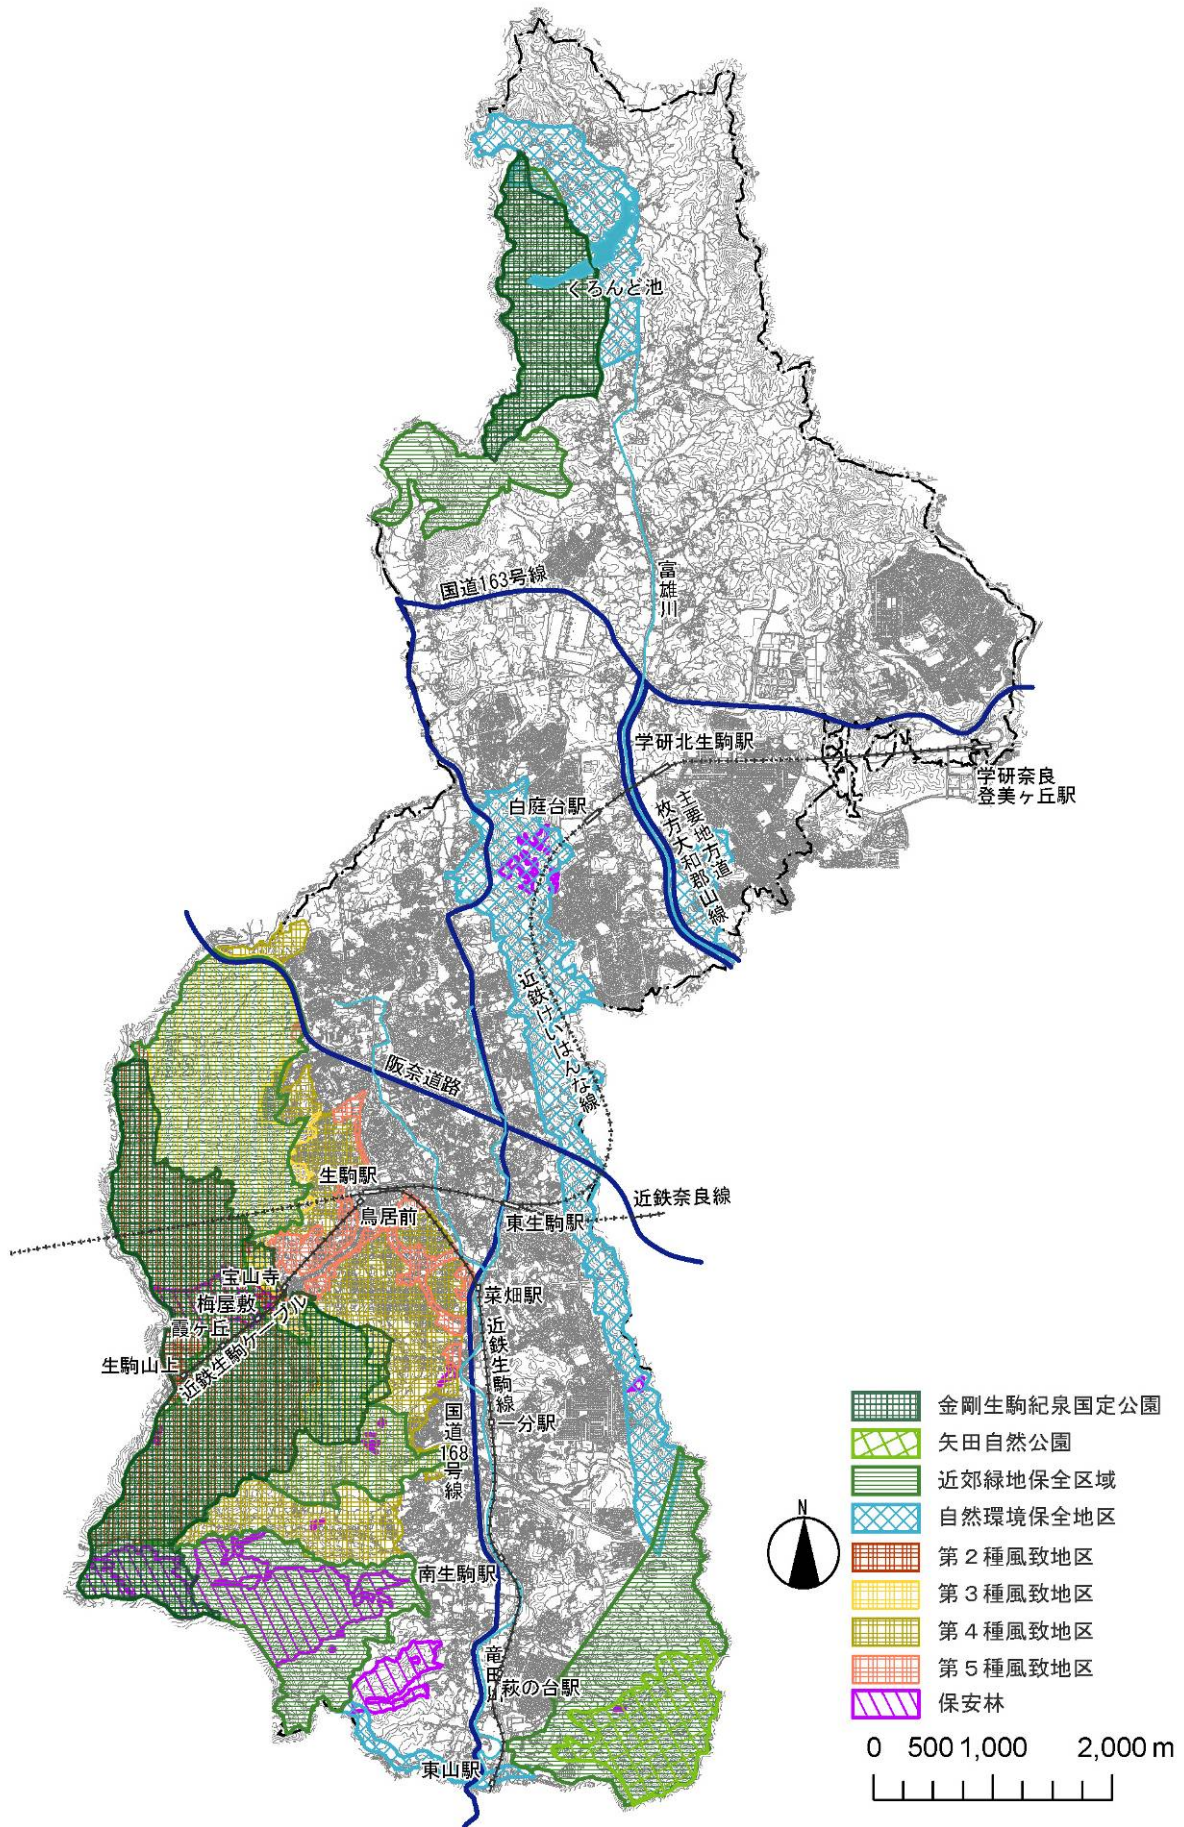 くろんど池
国道163号線
富雄川
学研北生駒駅
学研奈良
登美ヶ丘駅
白庭台駅
主要地方道
枚方大和郡山線
近鉄けいはんな線
阪奈道路
生駒駅
鳥居前
東生駒駅
近鉄奈良線
宝山寺
梅屋敷
霞ヶ丘
生駒山上
近鉄生駒ケーブル
菜畑駅
近鉄生駒線
一分駅
国道168号線
南生駒駅
竜田川
萩の台駅
東山駅
N
金剛生駒紀泉国定公園
矢田自然公園
近郊緑地保全区域
自然環境保全地区
第2種風致地区
第3種風致地区
第4種風致地区
第5種風致地区
保安林
0 500 1,000 2,000 m